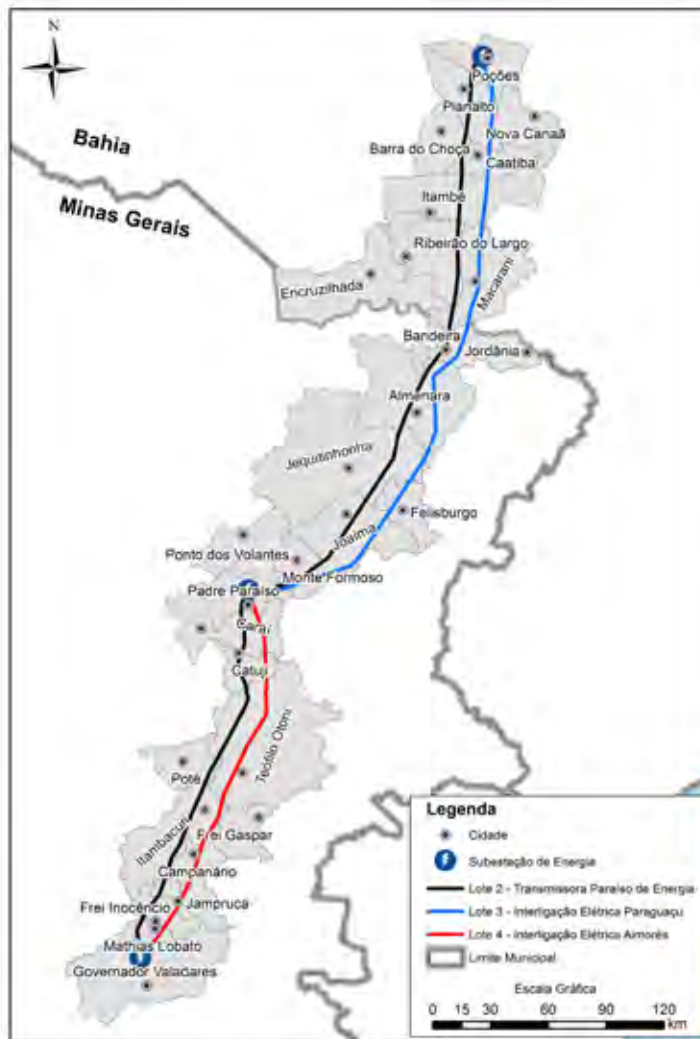 N
Poções
Planalto
Bahia
Nova Canaã
Barra do Choça
Caatiba
Itambé
Minas Gerais
Ribeirão do Largo
Encruzilhada
Macarani
Bandeira
Jordânia
Almenara
Jequitinhonha
Felisburgo
Joaíma
Ponto dos Volantes
Monte Formoso
Padre Paraíso
Caraí
Catuji
Teófilo Otoni
Poté
Itambacuri
Frei Gaspar
Campanário
Frei Inocêncio
Jampruca
Mathias Lobato
Governador Valadares
Legenda
Cidade
Subestação de Energia
Lote 2 - Transmissora Paraíso de Energia
Lote 3 - Interligação Elétrica Paraguaçu
Lote 4 - Interligação Elétrica Aimorés
Limite Municipal
Escala Gráfica
0 15 30 60 90 120
km